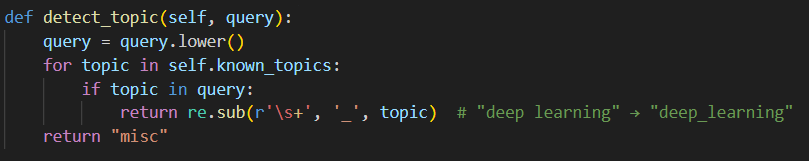 def detect_topic(self, query):
    query = query.lower()
    for topic in self.known_topics:
        if topic in query:
            return re.sub(r'\s+', '_', topic)  # "deep learning" → "deep_learning"
    return "misc"